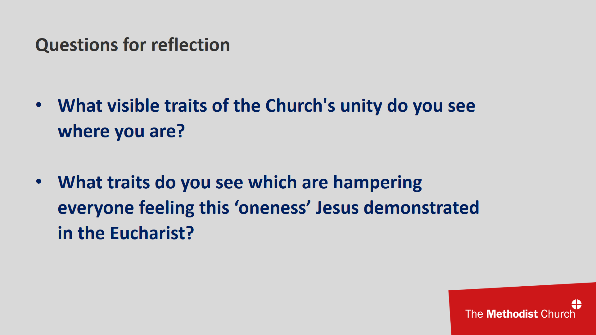 Questions for reflection
• What visible traits of the Church's unity do you see
where you are?
• What traits do you see which are hampering
everyone feeling this ‘oneness’ Jesus demonstrated
in the Eucharist?
The Methodist Church